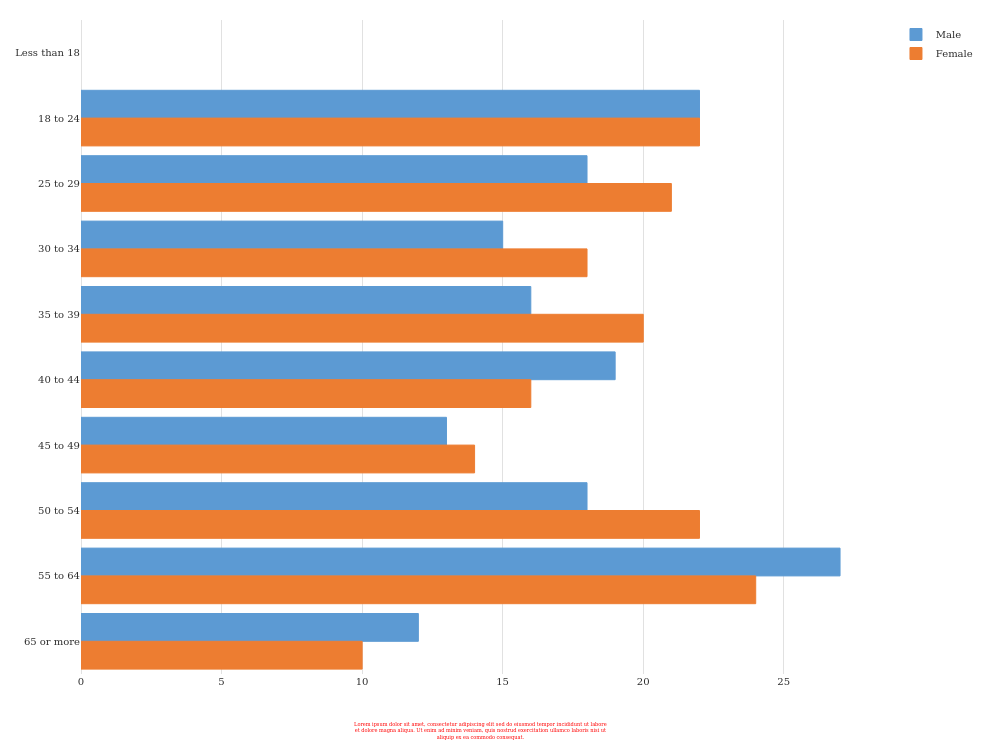 Male
Female
Less than 18
18 to 24
25 to 29
30 to 34
35 to 39
40 to 44
45 to 49
50 to 54
55 to 64
65 or more
0 5 10 15 20 25
Lorem ipsum dolor sit amet, consectetur adipiscing elit sed do eiusmod tempor incididunt ut labore
et dolore magna aliqua. Ut enim ad minim veniam, quis nostrud exercitation ullamco laboris nisi ut
aliquip ex ea commodo consequat.